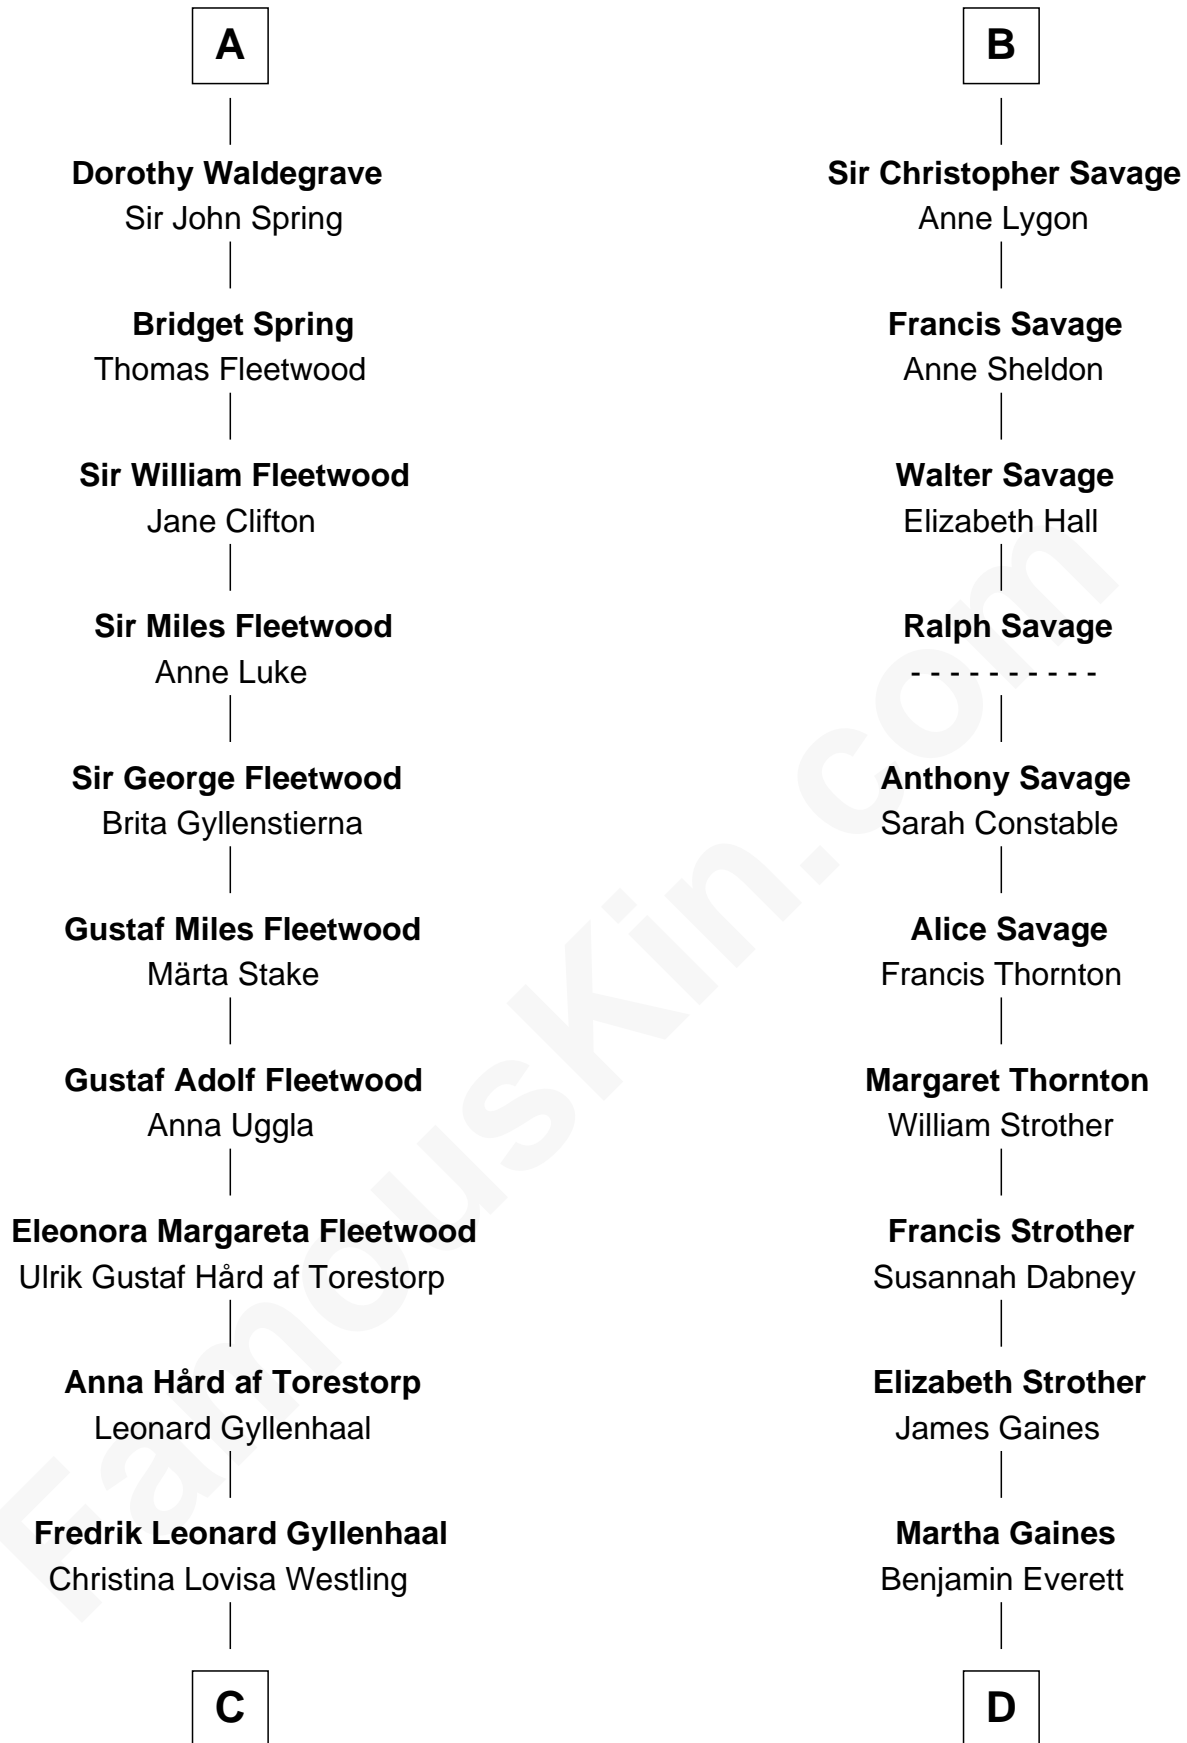 A
Dorothy Waldegrave
Sir John Spring
Bridget Spring
Thomas Fleetwood
Sir William Fleetwood
Jane Clifton
Sir Miles Fleetwood
Anne Luke
Sir George Fleetwood
Brita Gyllenstierna
Gustaf Miles Fleetwood
Märta Stake
Gustaf Adolf Fleetwood
Anna Uggla
Eleonora Margareta Fleetwood
Ulrik Gustaf Hård af Torestorp
Anna Hård af Torestorp
Leonard Gyllenhaal
Fredrik Leonard Gyllenhaal
Christina Lovisa Westling
C
B
Sir Christopher Savage
Anne Lygon
Francis Savage
Anne Sheldon
Walter Savage
Elizabeth Hall
Ralph Savage
- - - - - - - - - -
Anthony Savage
Sarah Constable
Alice Savage
Francis Thornton
Margaret Thornton
William Strother
Francis Strother
Susannah Dabney
Elizabeth Strother
James Gaines
Martha Gaines
Benjamin Everett
D
FamousKin.com